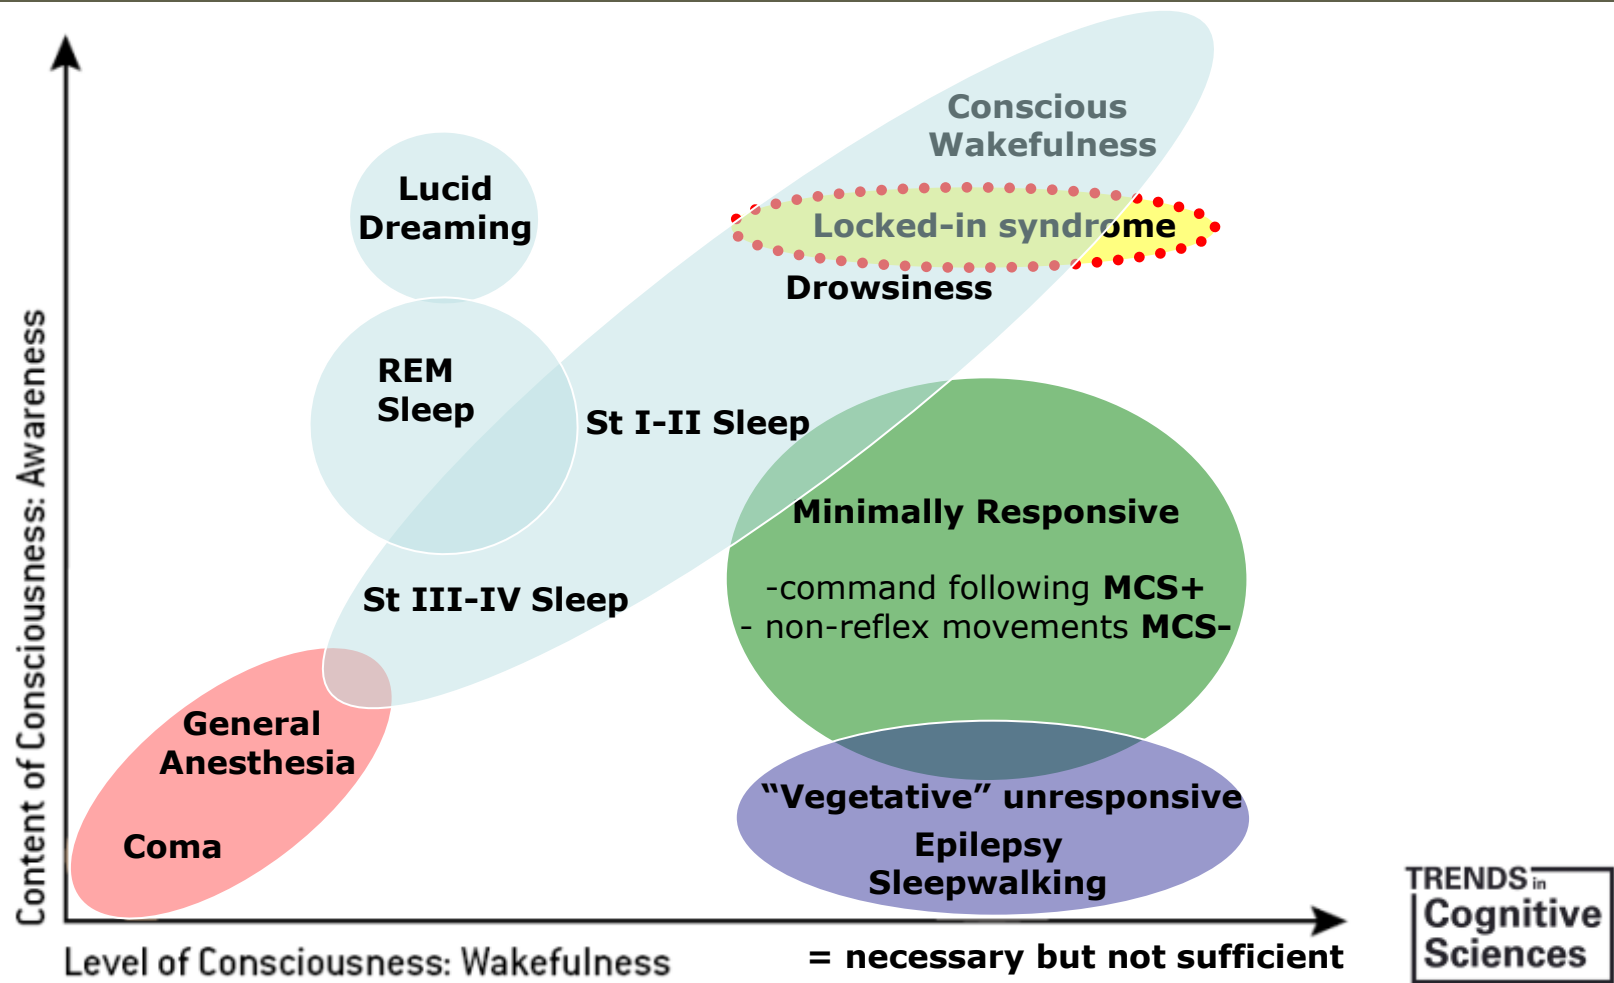 Conscious
Wakefulness
Lucid
Dreaming
Locked-in syndrome
Drowsiness
REM
Sleep
St I-II Sleep
Minimally Responsive
-command following MCS+
- non-reflex movements MCS-
St III-IV Sleep
General
Anesthesia
Coma
“Vegetative” unresponsive
Epilepsy
Sleepwalking
Content of Consciousness: Awareness
Level of Consciousness: Wakefulness
= necessary but not sufficient
TRENDS in
Cognitive
Sciences